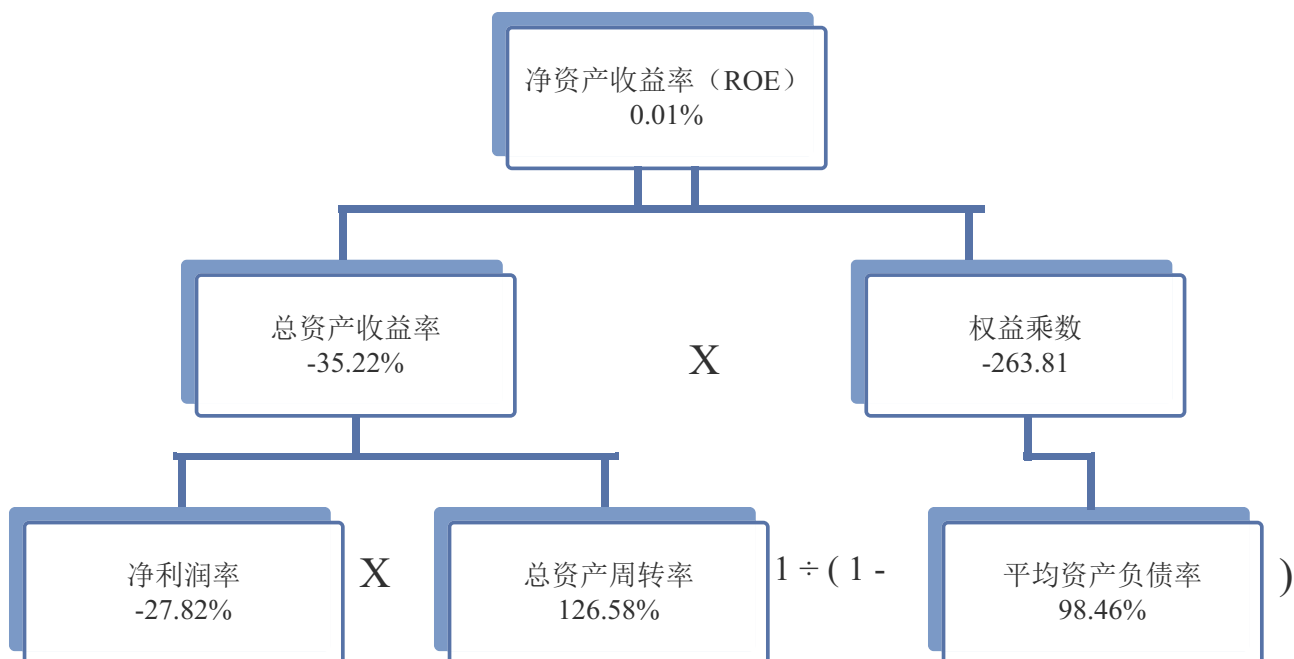 净资产收益率（ROE）
0.01%
总资产收益率
-35.22%
X
权益乘数
-263.81
净利润率
-27.82%
X
总资产周转率
126.58%
1 ÷ ( 1 -
平均资产负债率
98.46%
)